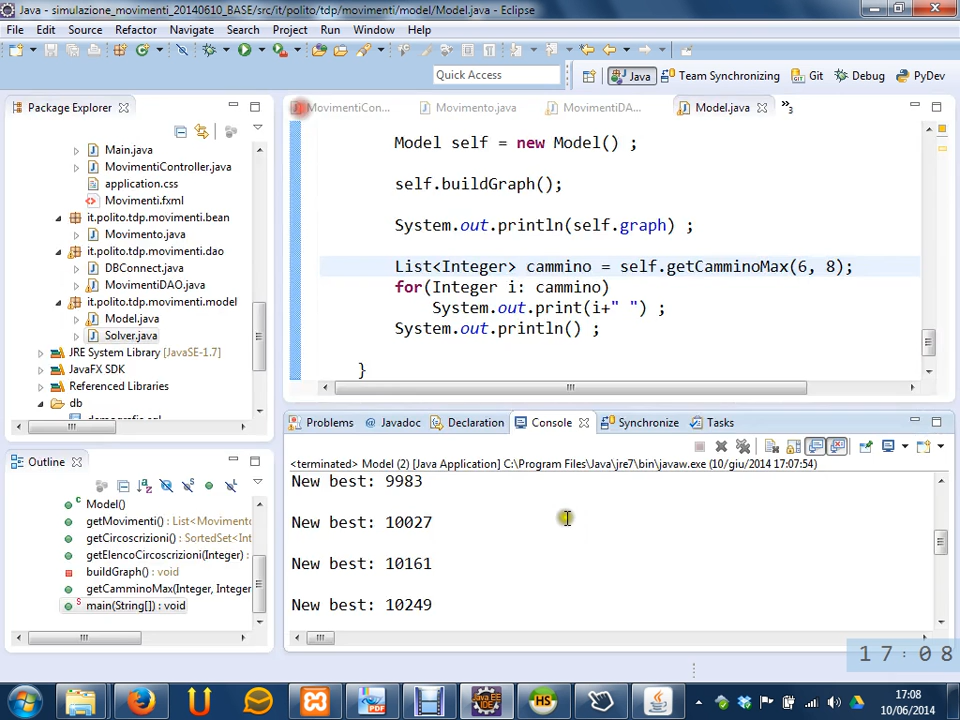 Java - simulazione_movimenti_20140610_BASE/src/it/polito/tdp/movimenti/model/Model.java - Eclipse
File Edit Source Refactor Navigate Search Project Run Window Help
Quick Access
Java Team Synchronizing Git Debug PyDev
Package Explorer
Main.java
MovimentiController.java
application.css
Movimenti.fxml
it.polito.tdp.movimenti.bean
Movimento.java
it.polito.tdp.movimenti.dao
DBConnect.java
MovimentiDAO.java
it.polito.tdp.movimenti.model
Model.java
Solver.java
JRE System Library [JavaSE-1.7]
JavaFX SDK
Referenced Libraries
db
Outline
Model()
getMovimenti() : List<Movimento
getCircoscrizioni() : SortedSet<Int
getElencoCircoscrizioni(Integer) :
buildGraph() : void
getCamminoMax(Integer, Integer)
main(String[]) : void
MovimentiCon... Movimento.java MovimentiDA... Model.java »3
Model self = new Model() ;
self.buildGraph();
System.out.println(self.graph) ;
List<Integer> cammino = self.getCamminoMax(6, 8);
for(Integer i: cammino)
System.out.print(i+" ") ;
System.out.println() ;
}
Problems Javadoc Declaration Console Synchronize Tasks
<terminated> Model (2) [Java Application] C:\Program Files\Java\jre7\bin\javaw.exe (10/giu/2014 17:07:54)
New best: 9983
New best: 10027
New best: 10161
New best: 10249
17:08
17:08
10/06/2014